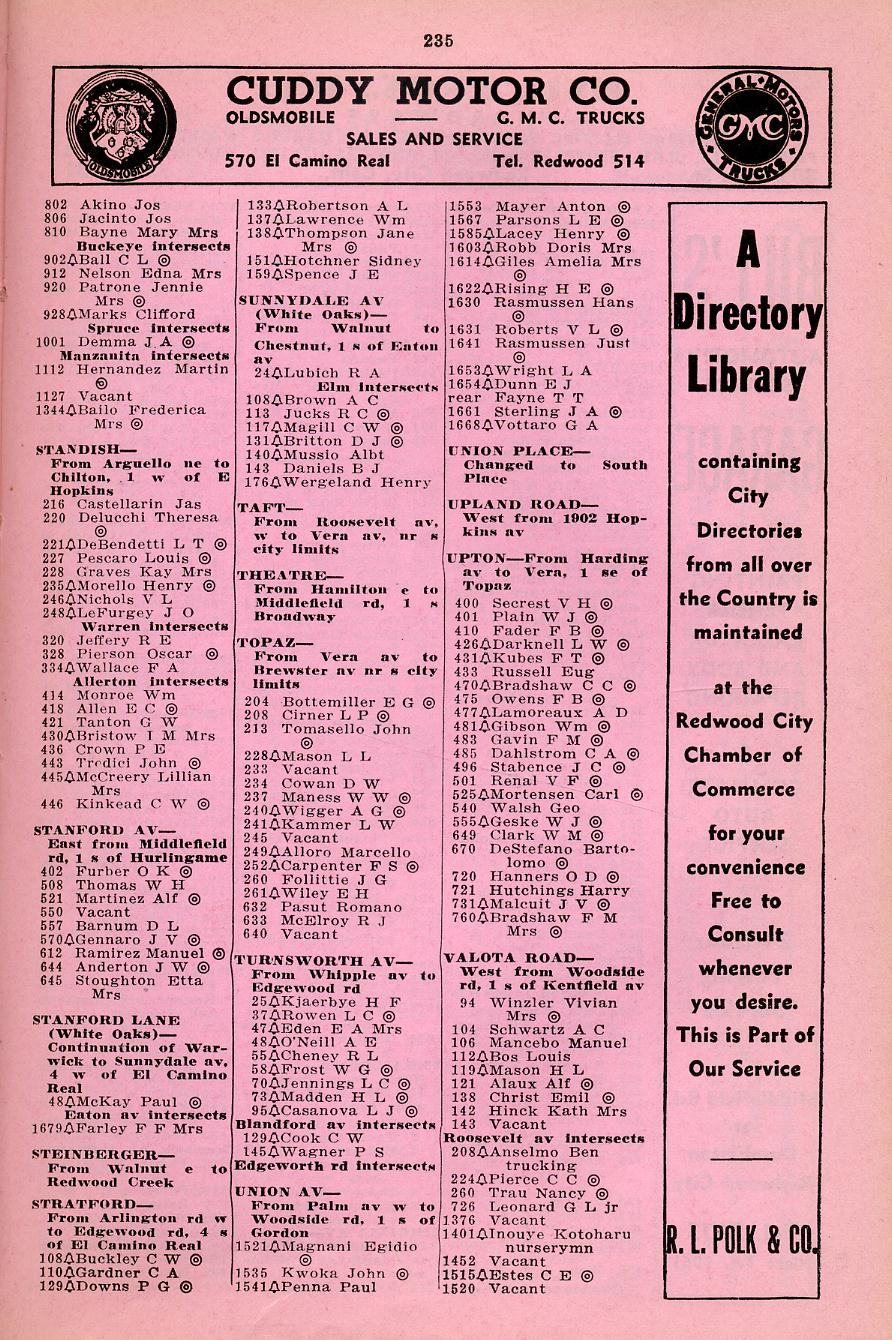 235
OLDSMOBILE
CUDDY MOTOR CO.
OLDSMOBILE — G. M. C. TRUCKS
SALES AND SERVICE
570 El Camino Real Tel. Redwood 514
GENERAL MOTORS
GMC
TRUCKS
802 Akino Jos
806 Jacinto Jos
810 Bayne Mary Mrs
Buckeye intersects
902△Ball C L ◎
912 Nelson Edna Mrs
920 Patrone Jennie
Mrs ◎
928△Marks Clifford
Spruce intersects
1001 Demma J A ◎
Manzanita intersects
1112 Hernandez Martin
◎
1127 Vacant
1344△Bailo Frederica
Mrs ◎
STANDISH—
From Arguello ne to
Chilton, 1 w of E
Hopkins
216 Castellarin Jas
220 Delucchi Theresa
◎
221△DeBendetti L T ◎
227 Pescaro Louis ◎
228 Graves Kay Mrs
235△Morello Henry ◎
246△Nichols V L
248△LeFurgey J O
Warren intersects
320 Jeffery R E
328 Pierson Oscar ◎
334△Wallace F A
Allerton intersects
414 Monroe Wm
418 Allen E C ◎
421 Tanton G W
430△Bristow I M Mrs
436 Crown P E
443 Tredici John ◎
445△McCreery Lillian
Mrs
446 Kinkead C W ◎
STANFORD AV—
East from Middlefield
rd, 1 s of Hurlingame
402 Furber O K ◎
508 Thomas W H
521 Martinez Alf ◎
550 Vacant
557 Barnum D L
570△Gennaro J V ◎
612 Ramirez Manuel ◎
644 Anderton J W ◎
645 Stoughton Etta
Mrs
STANFORD LANE
(White Oaks)—
Continuation of War-
wick to Sunnydale av,
4 w of El Camino
Real
48△McKay Paul ◎
Eaton av intersects
1679△Farley F F Mrs
STEINBERGER—
From Walnut e to
Redwood Creek
STRATFORD—
From Arlington rd w
to Edgewood rd, 4 s
of El Camino Real
108△Buckley C W ◎
110△Gardner C A
129△Downs P G ◎
133△Robertson A L
137△Lawrence Wm
138△Thompson Jane
Mrs ◎
151△Hotchner Sidney
159△Spence J E
SUNNYDALE AV
(White Oaks)—
From Walnut to
Chestnut, 1 s of Eaton
av
24△Lubich R A
Elm intersects
108△Brown A C
113 Jucks R C ◎
117△Magill C W ◎
131△Britton D J ◎
140△Mussio Albt
143 Daniels B J
176△Wergeland Henry
TAFT—
From Roosevelt av,
w to Vera av, nr s
city limits
THEATRE—
From Hamilton e to
Middlefield rd, 1 s
Broadway
TOPAZ—
From Vera av to
Brewster av nr s city
limits
204 Bottemiller E G ◎
208 Cirner L P ◎
213 Tomasello John
◎
228△Mason L L
233 Vacant
234 Cowan D W
237 Maness W W ◎
240△Wigger A G ◎
241△Kammer L W
245 Vacant
249△Alloro Marcello
252△Carpenter F S ◎
260 Follittie J G
261△Wiley E H
632 Pasut Romano
633 McElroy R J
640 Vacant
TURNSWORTH AV—
From Whipple av to
Edgewood rd
25△Kjaerbye H F
37△Rowen L C ◎
47△Eden E A Mrs
48△O'Neill A E
55△Cheney R L
58△Frost W G ◎
70△Jennings L C ◎
73△Madden H L ◎
95△Casanova L J ◎
Blandford av intersects
129△Cook C W
145△Wagner P S
Edgeworth rd intersects
UNION AV—
From Palm av w to
Woodside rd, 1 s of
Gordon
1521△Magnani Egidio
◎
1535 Kwoka John ◎
1541△Penna Paul
1553 Mayer Anton ◎
1567 Parsons L E ◎
1585△Lacey Henry ◎
1603△Robb Doris Mrs
1614△Giles Amelia Mrs
◎
1622△Rising H E ◎
1630 Rasmussen Hans
◎
1631 Roberts V L ◎
1641 Rasmussen Just
◎
1653△Wright L A
1654△Dunn E J
rear Fayne T T
1661 Sterling J A ◎
1668△Vottaro G A
UNION PLACE—
Changed to South
Place
UPLAND ROAD—
West from 1902 Hop-
kins av
UPTON—From Harding
av to Vera, 1 se of
Topaz
400 Secrest V H ◎
401 Plain W J ◎
410 Fader F B ◎
426△Darknell L W ◎
431△Kubes F T ◎
433 Russell Eug
470△Bradshaw C C ◎
475 Owens F B ◎
477△Lamoreaux A D
481△Gibson Wm ◎
483 Gavin F M ◎
485 Dahlstrom C A ◎
496 Stabence J C ◎
501 Renal V F ◎
525△Mortensen Carl ◎
540 Walsh Geo
555△Geske W J ◎
649 Clark W M ◎
670 DeStefano Barto-
lomo ◎
720 Hanners O D ◎
721 Hutchings Harry
731△Malcuit J V ◎
760△Bradshaw F M
Mrs ◎
VALOTA ROAD—
West from Woodside
rd, 1 s of Kentfield av
94 Winzler Vivian
Mrs ◎
104 Schwartz A C
106 Mancebo Manuel
112△Bos Louis
119△Mason H L
121 Alaux Alf ◎
138 Christ Emil ◎
142 Hinck Kath Mrs
143 Vacant
Roosevelt av intersects
208△Anselmo Ben
trucking
224△Pierce C C ◎
260 Trau Nancy ◎
726 Leonard G L jr
1376 Vacant
1401△Inouye Kotoharu
nurserymn
1452 Vacant
1515△Estes C E ◎
1520 Vacant
A
Directory
Library
containing
City
Directories
from all over
the Country is
maintained
at the
Redwood City
Chamber of
Commerce
for your
convenience
Free to
Consult
whenever
you desire.
This is Part of
Our Service
R. L. POLK & CO.